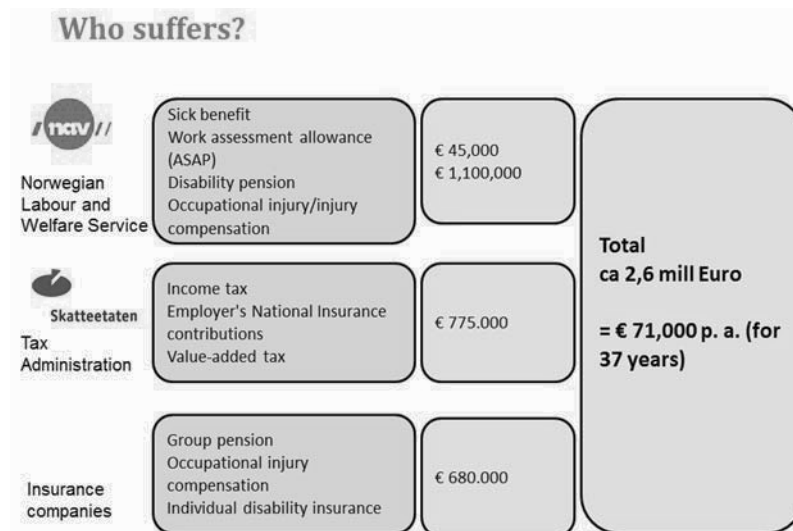 Who suffers?
nav
Norwegian
Labour and
Welfare Service
Sick benefit
Work assessment allowance
(ASAP)
Disability pension
Occupational injury/injury
compensation
€ 45,000
€ 1,100,000
Skatteetaten
Tax
Administration
Income tax
Employer's National Insurance
contributions
Value-added tax
€ 775.000
Insurance
companies
Group pension
Occupational injury
compensation
Individual disability insurance
€ 680.000
Total
ca 2,6 mill Euro
= € 71,000 p. a. (for
37 years)